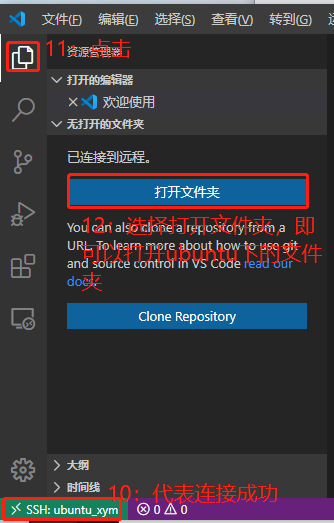 文件(F) 编辑(E) 选择(S) 查看(V) 转到(G)
11：点击
资源管理器
打开的编辑器
欢迎使用
无打开的文件夹
已连接到远程。
打开文件夹
12：选择打开文件夹，即
可以打开ubuntu下的文件
夹
You can also clone a repository from a
URL. To learn more about how to use git
and source control in VS Code read our
docs.
Clone Repository
大纲
时间线
10：代表连接成功
SSH: ubuntu_xym 0 0